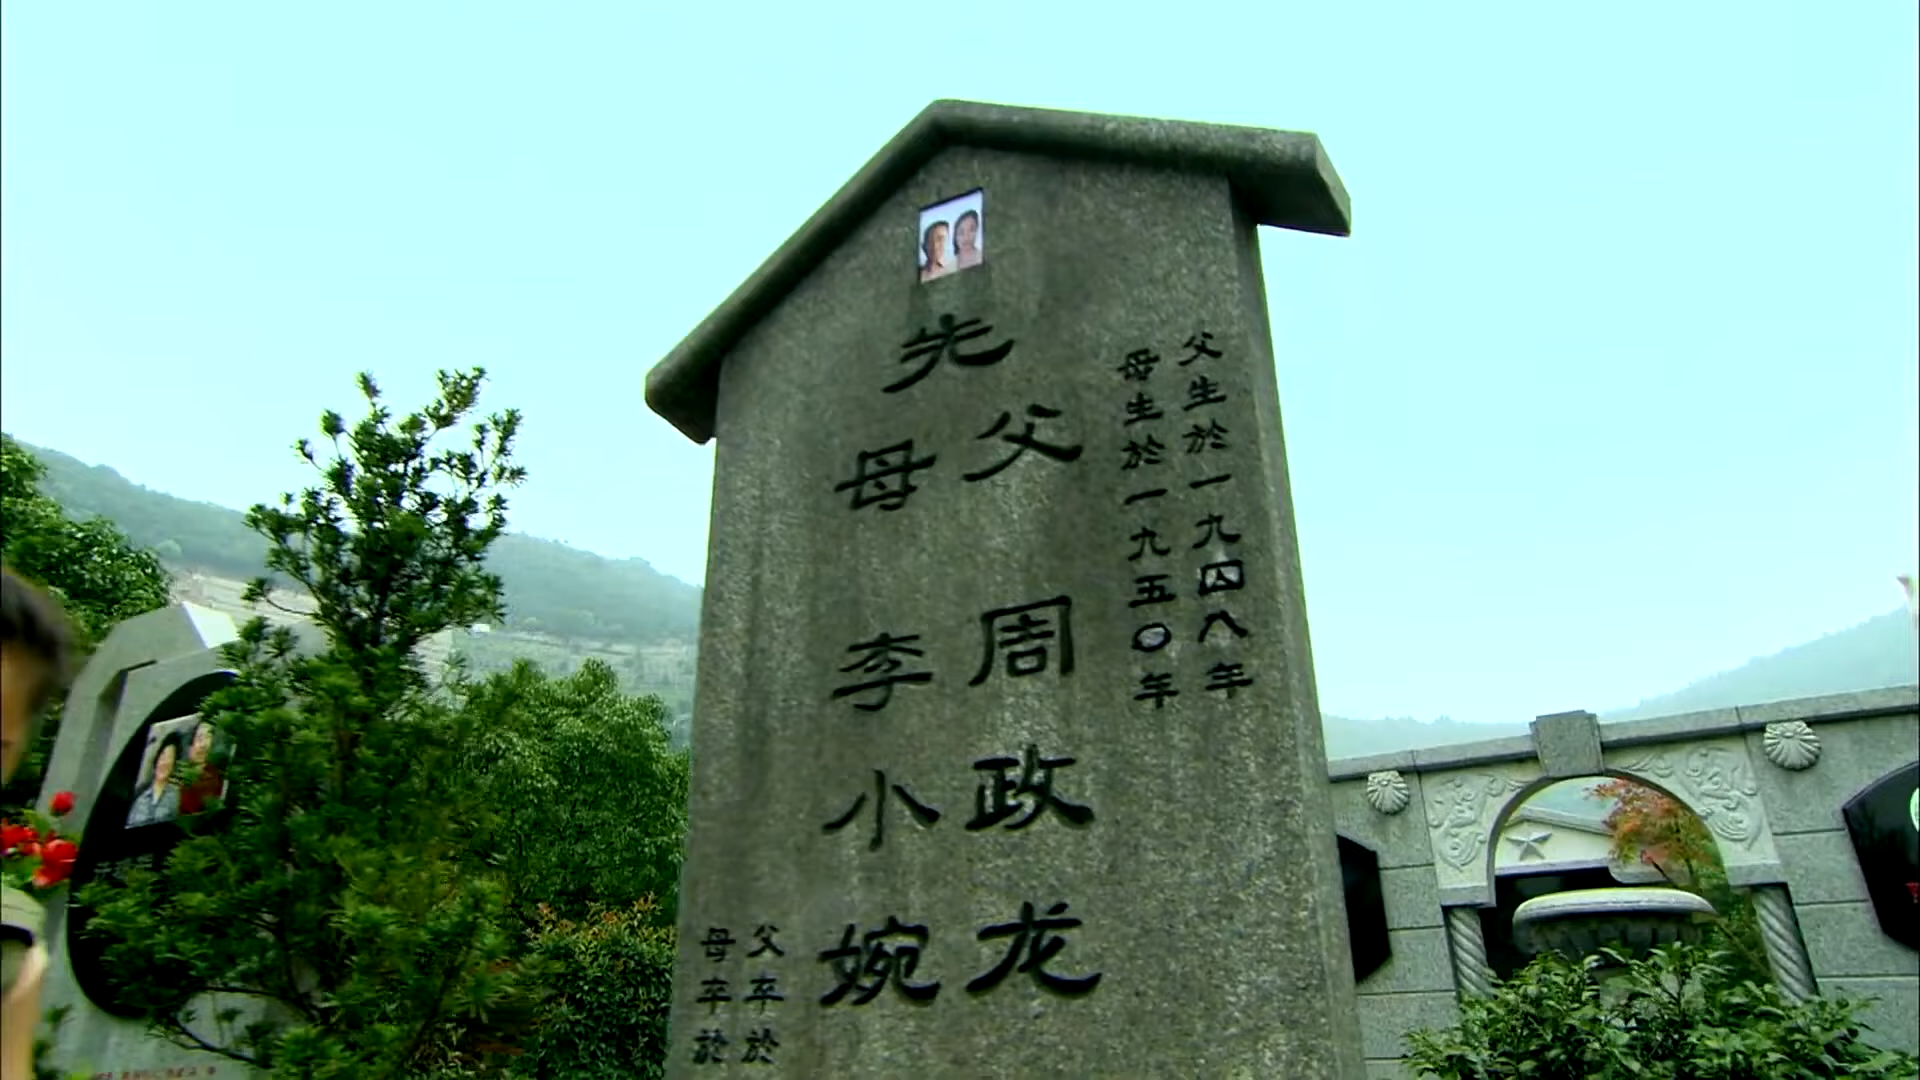 父生於一九四八年
母生於一九五〇年
先
父 周政龙
母 李小婉
父卒於
母卒於